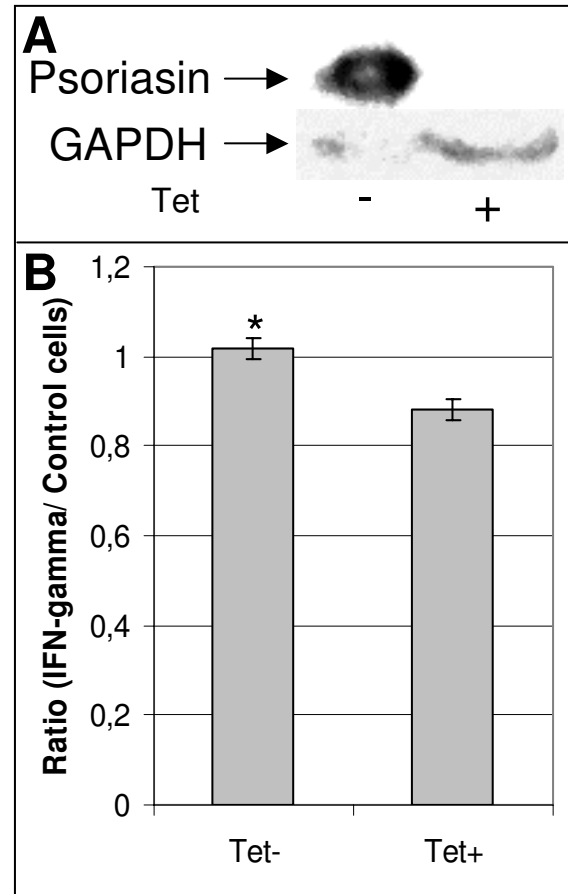 A
Psoriasin
GAPDH
Tet - +
B
Ratio (IFN-gamma/ Control cells)
1,2
1
0,8
0,6
0,4
0,2
0
*
Tet- Tet+